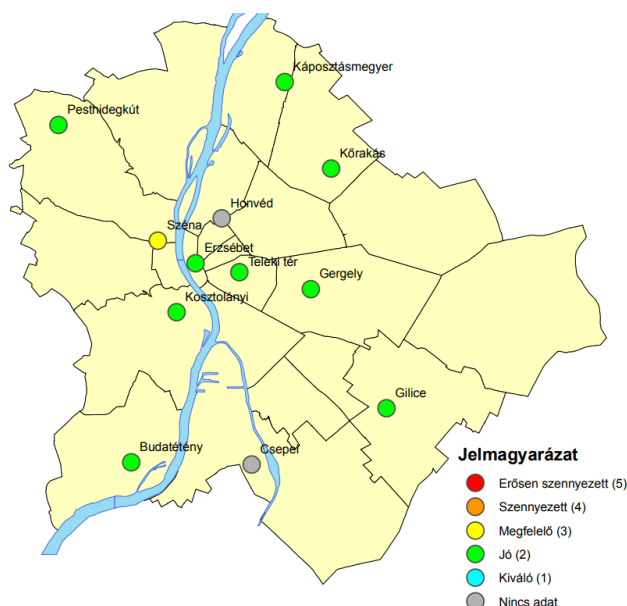 Káposztásmegyer
Pesthidegkút
Kőrakás
Honvéd
Széna
Erzsébet
Teleki tér
Gergely
Kosztolányi
Gilice
Budatétény
Csepel
Jelmagyarázat
Erősen szennyezett (5)
Szennyezett (4)
Megfelelő (3)
Jó (2)
Kiváló (1)
Nincs adat